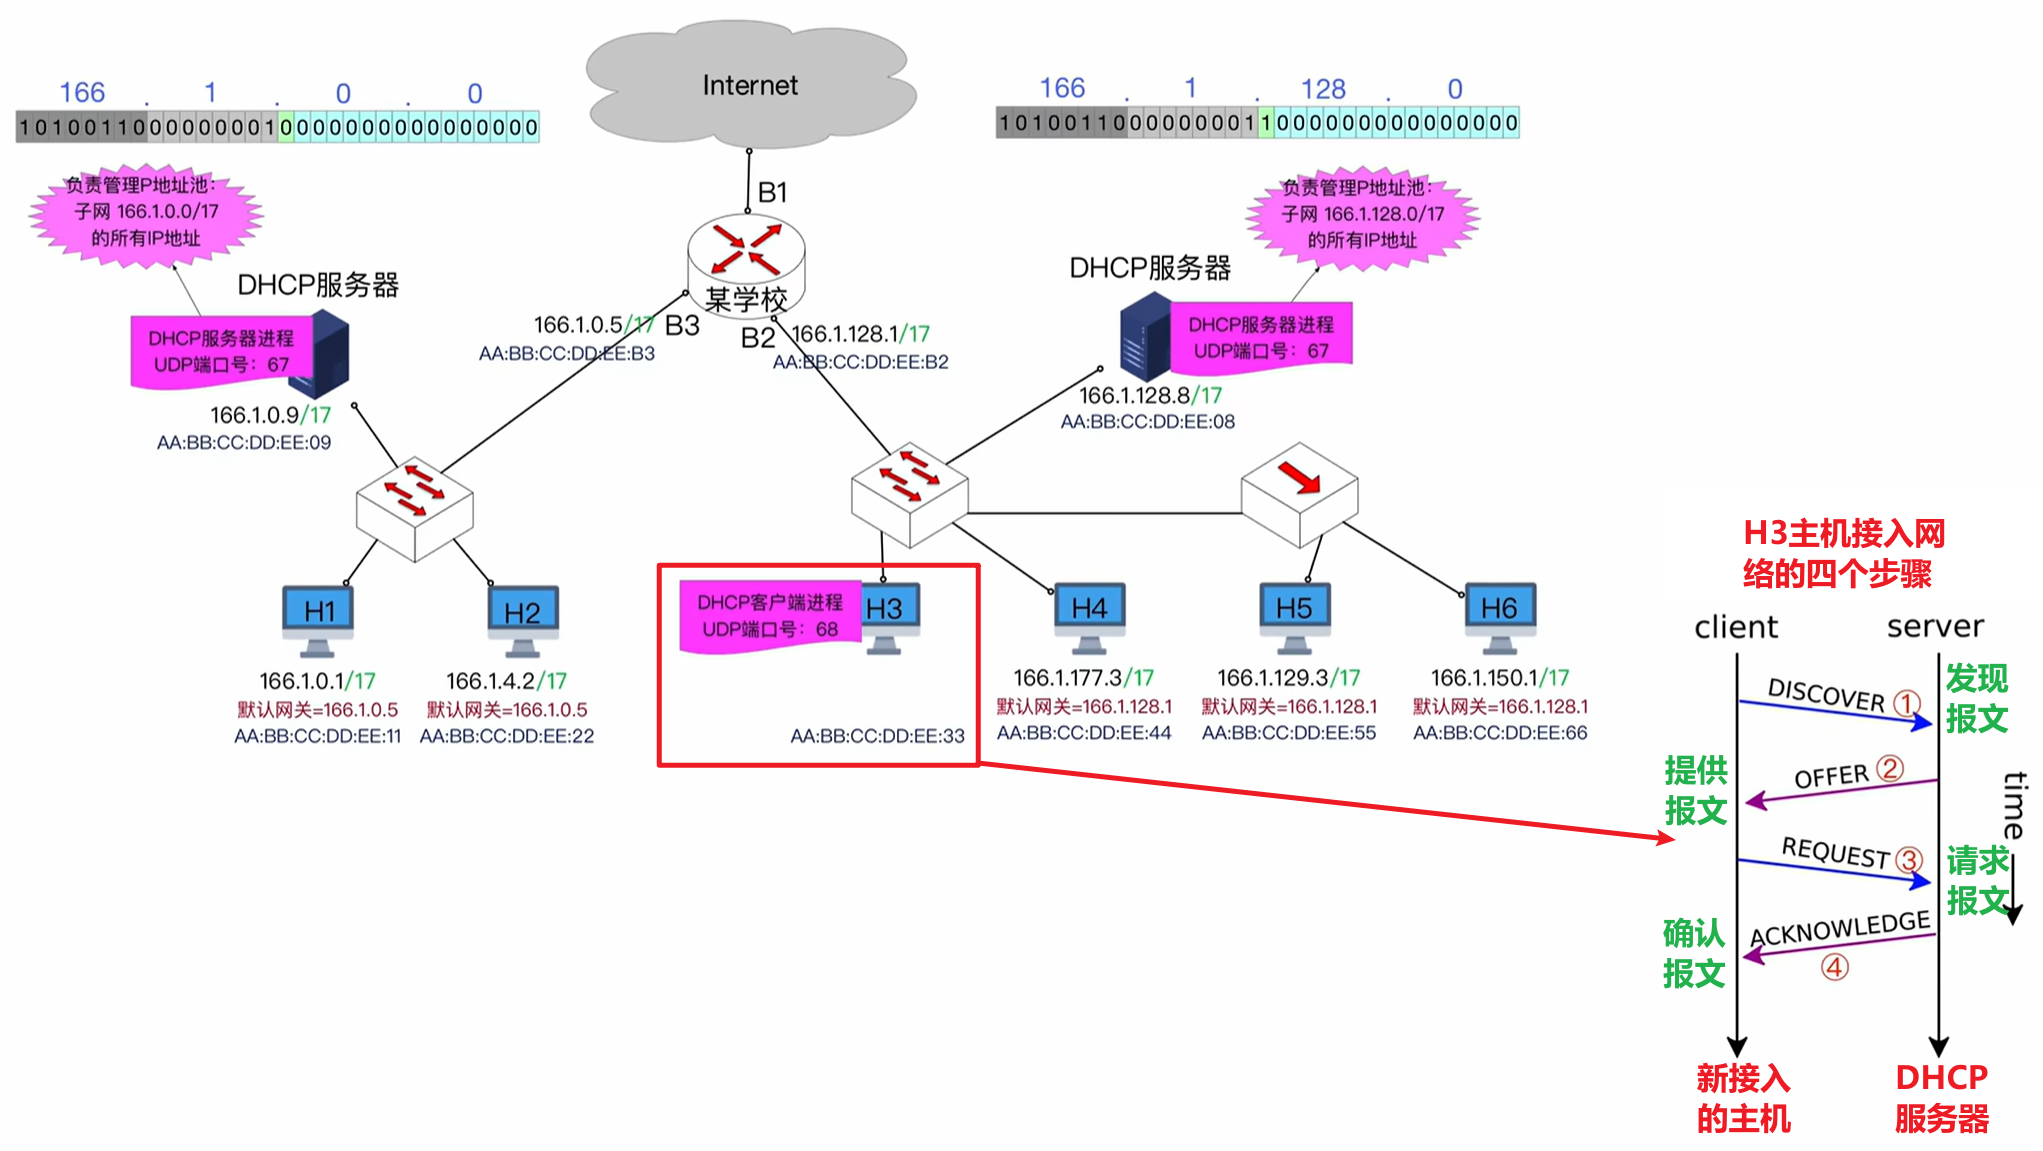 Internet
166 . 1 . 0 . 0
10100110000000010000000000000000
166 . 1 . 128 . 0
10100110000000011000000000000000
负责管理P地址池：
子网 166.1.0.0/17
的所有IP地址
DHCP服务器
DHCP服务器进程
UDP端口号：67
166.1.0.9/17
AA:BB:CC:DD:EE:09
B1
某学校
166.1.0.5/17
B3
AA:BB:CC:DD:EE:B3
B2
166.1.128.1/17
AA:BB:CC:DD:EE:B2
负责管理P地址池：
子网 166.1.128.0/17
的所有IP地址
DHCP服务器
DHCP服务器进程
UDP端口号：67
166.1.128.8/17
AA:BB:CC:DD:EE:08
H1
166.1.0.1/17
默认网关=166.1.0.5
AA:BB:CC:DD:EE:11
H2
166.1.4.2/17
默认网关=166.1.0.5
AA:BB:CC:DD:EE:22
DHCP客户端进程
UDP端口号：68
H3
AA:BB:CC:DD:EE:33
H4
166.1.177.3/17
默认网关=166.1.128.1
AA:BB:CC:DD:EE:44
H5
166.1.129.3/17
默认网关=166.1.128.1
AA:BB:CC:DD:EE:55
H6
166.1.150.1/17
默认网关=166.1.128.1
AA:BB:CC:DD:EE:66
H3主机接入网
络的四个步骤
client
server
DISCOVER ①
发现
报文
提供
报文
OFFER ②
time
REQUEST ③
请求
报文
确认
报文
ACKNOWLEDGE
④
新接入
的主机
DHCP
服务器